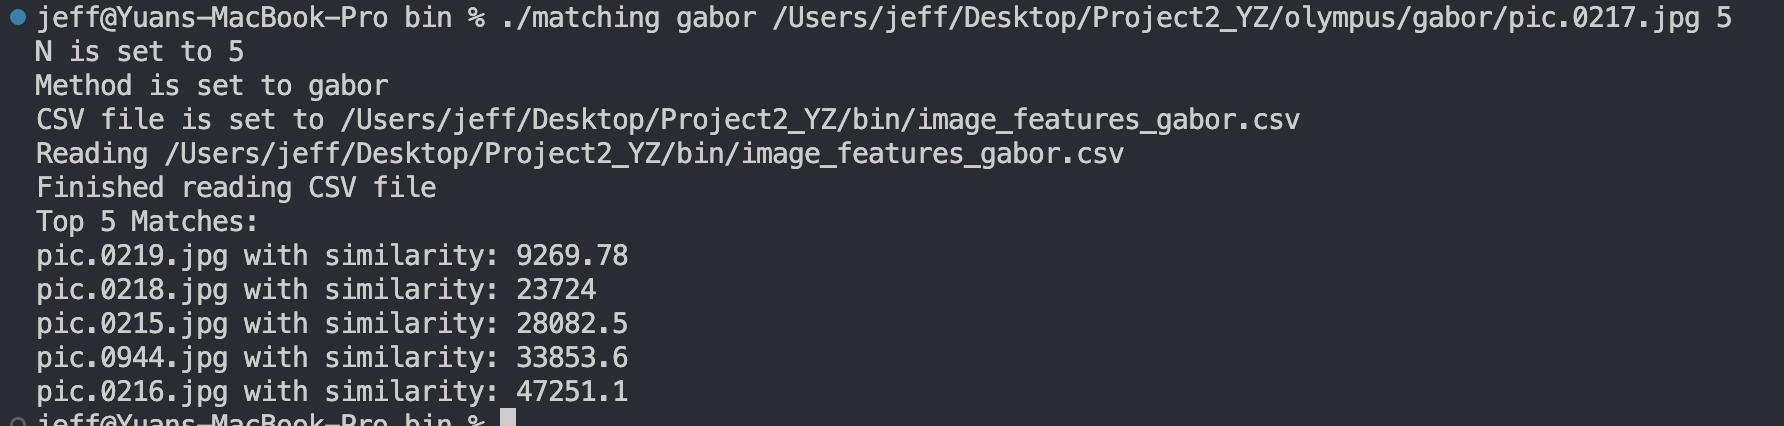 jeff@Yuans-MacBook-Pro bin % ./matching gabor /Users/jeff/Desktop/Project2_YZ/olympus/gabor/pic.0217.jpg 5
N is set to 5
Method is set to gabor
CSV file is set to /Users/jeff/Desktop/Project2_YZ/bin/image_features_gabor.csv
Reading /Users/jeff/Desktop/Project2_YZ/bin/image_features_gabor.csv
Finished reading CSV file
Top 5 Matches:
pic.0219.jpg with similarity: 9269.78
pic.0218.jpg with similarity: 23724
pic.0215.jpg with similarity: 28082.5
pic.0944.jpg with similarity: 33853.6
pic.0216.jpg with similarity: 47251.1
jeff@Yuans-MacBook-Pro bin %